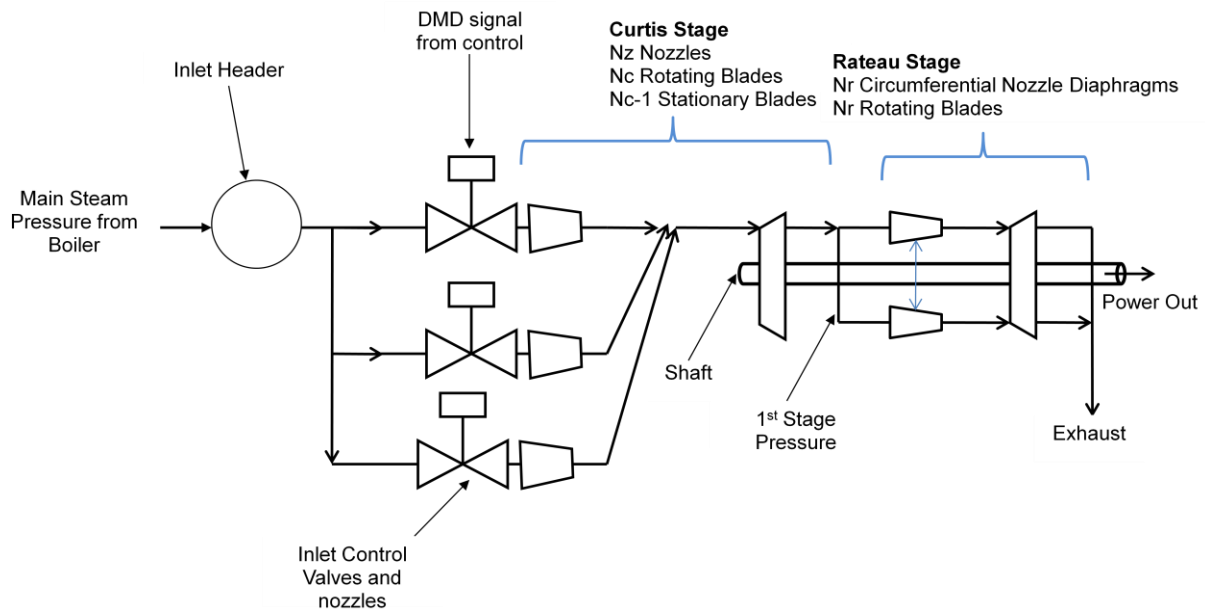 DMD signal
from control
Inlet Header
Curtis Stage
Nz Nozzles
Nc Rotating Blades
Nc-1 Stationary Blades
Rateau Stage
Nr Circumferential Nozzle Diaphragms
Nr Rotating Blades
Main Steam
Pressure from
Boiler
Power Out
Shaft
1st Stage
Pressure
Exhaust
Inlet Control
Valves and
nozzles